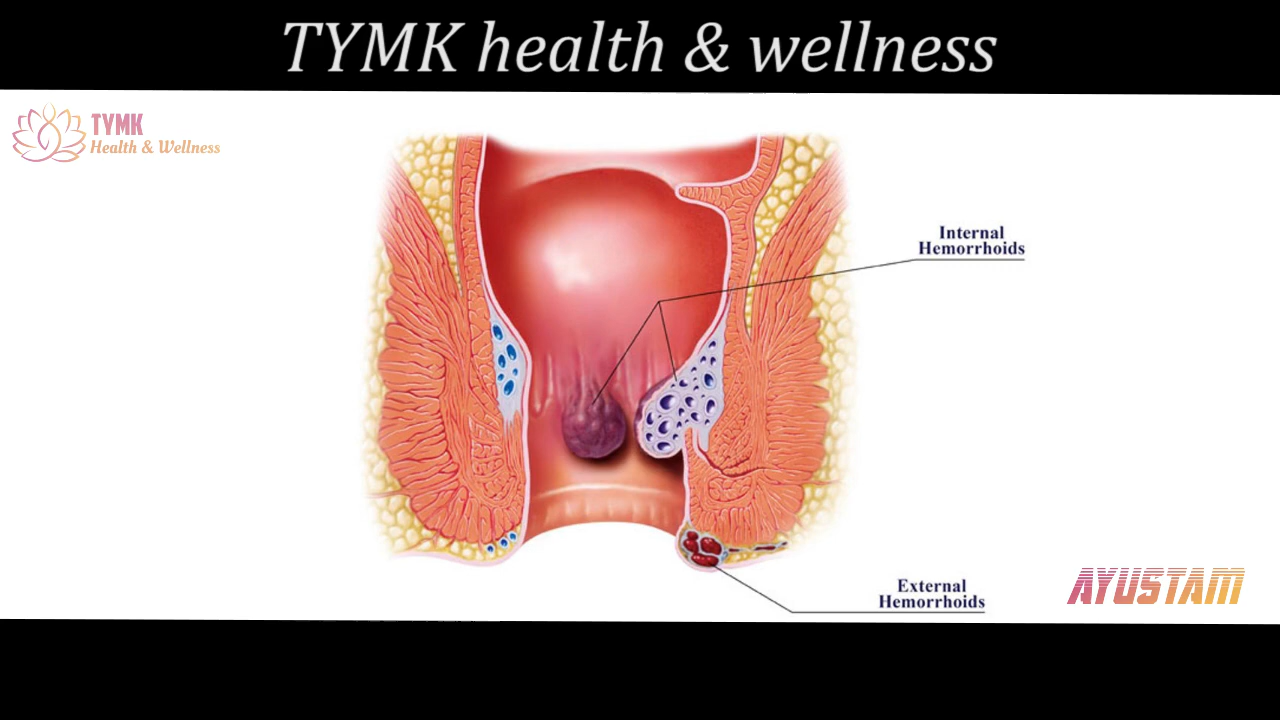 TYMK health & wellness
TYMK
Health & Wellness
Internal
Hemorrhoids
External
Hemorrhoids
AYUSTAM